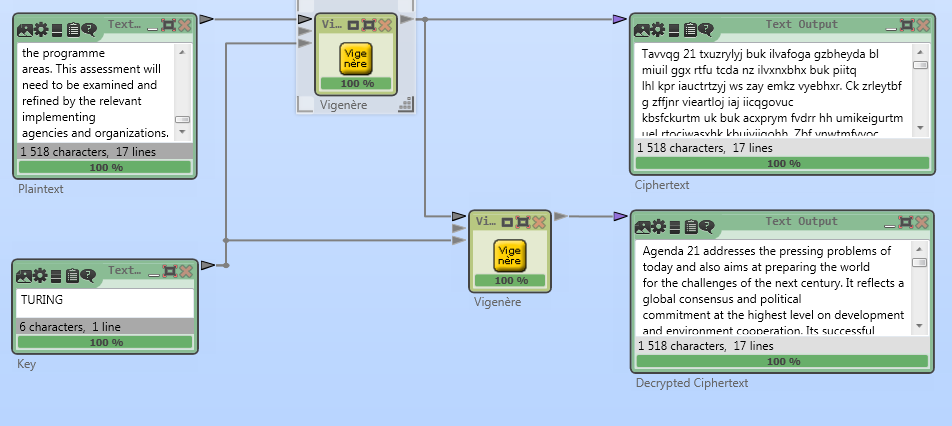 Text...
the programme
areas. This assessment will
need to be examined and
refined by the relevant
implementing
agencies and organizations.
1 518 characters, 17 lines
100 %
Plaintext
Vi...
Vige
nère
100 %
Vigenère
Text Output
Tavvqg 21 txuzrylyj buk ilvafoga gzbheyda bl
miuil ggx rtfu tcda nz ilvxnxbhx buk piitq
lhl kpr iauctrtzyj ws zay emkz vyebhxr. Ck zrleytbf
g zffjnr vieartloj iaj iicqgovuc
kbsfckurtm uk buk acxprym fvdrr hh umikeigurtm
uel rtociwasxhk kbuivjigohb. Zbf ypwtmfvyoc
1 518 characters, 17 lines
100 %
Ciphertext
Text...
TURING
6 characters, 1 line
100 %
Key
Vi...
Vige
nère
100 %
Vigenère
Text Output
Agenda 21 addresses the pressing problems of
today and also aims at preparing the world
for the challenges of the next century. It reflects a
global consensus and political
commitment at the highest level on development
and environment cooperation. Its successful
1 518 characters, 17 lines
100 %
Decrypted Ciphertext